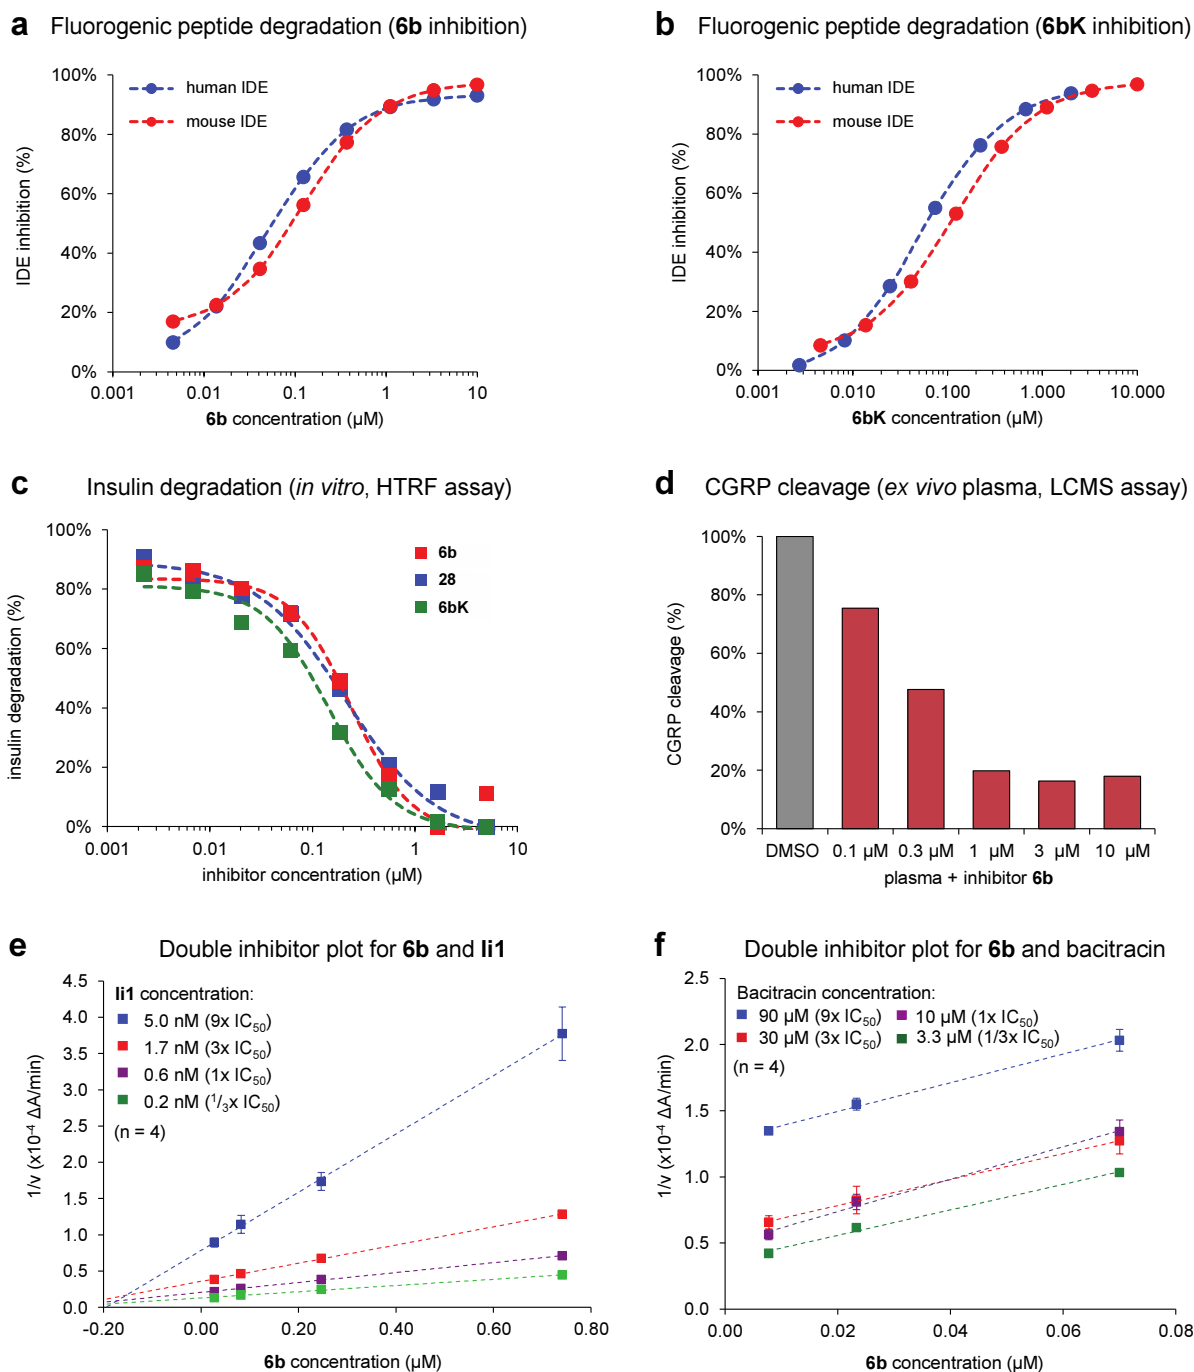 a Fluorogenic peptide degradation (6b inhibition)
100%
80%
60%
40%
20%
0%
IDE inhibition (%)
human IDE
mouse IDE
0.001
0.01
0.1
1
10
6b concentration (µM)
b Fluorogenic peptide degradation (6bK inhibition)
100%
80%
60%
40%
20%
0%
IDE inhibition (%)
human IDE
mouse IDE
0.001
0.010
0.100
1.000
10.000
6bK concentration (µM)
c Insulin degradation (in vitro, HTRF assay)
100%
80%
60%
40%
20%
0%
insulin degradation (%)
6b
28
6bK
0.001
0.01
0.1
1
10
inhibitor concentration (µM)
d CGRP cleavage (ex vivo plasma, LCMS assay)
100%
80%
60%
40%
20%
0%
CGRP cleavage (%)
DMSO
0.1 µM
0.3 µM
1 µM
3 µM
10 µM
plasma + inhibitor 6b
e Double inhibitor plot for 6b and Ii1
4.5
4.0
3.5
3.0
2.5
2.0
1.5
1.0
0.5
0.0
1/v (x10⁻⁴ ΔA/min)
Ii1 concentration:
5.0 nM (9x IC₅₀)
1.7 nM (3x IC₅₀)
0.6 nM (1x IC₅₀)
0.2 nM (¹/₃x IC₅₀)
(n = 4)
-0.20
0.00
0.20
0.40
0.60
0.80
6b concentration (µM)
f Double inhibitor plot for 6b and bacitracin
2.5
2.0
1.5
1.0
0.5
0.0
1/v (x10⁻⁴ ΔA/min)
Bacitracin concentration:
90 µM (9x IC₅₀)
10 µM (1x IC₅₀)
30 µM (3x IC₅₀)
3.3 µM (1/3x IC₅₀)
(n = 4)
0.00
0.02
0.04
0.06
0.08
6b concentration (µM)